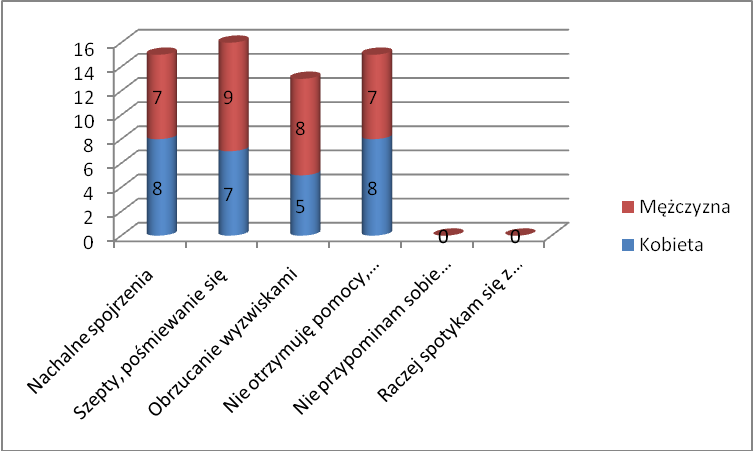 16
14
12
10
8
6
4
2
0
7
9
8
7
8
7
5
8
0
0
Nachalne spojrzenia
Szepty, pośmiewanie się
Obrzucanie wyzwiskami
Nie otrzymuję pomocy,...
Nie przypominam sobie...
Raczej spotykam się z...
Mężczyzna
Kobieta